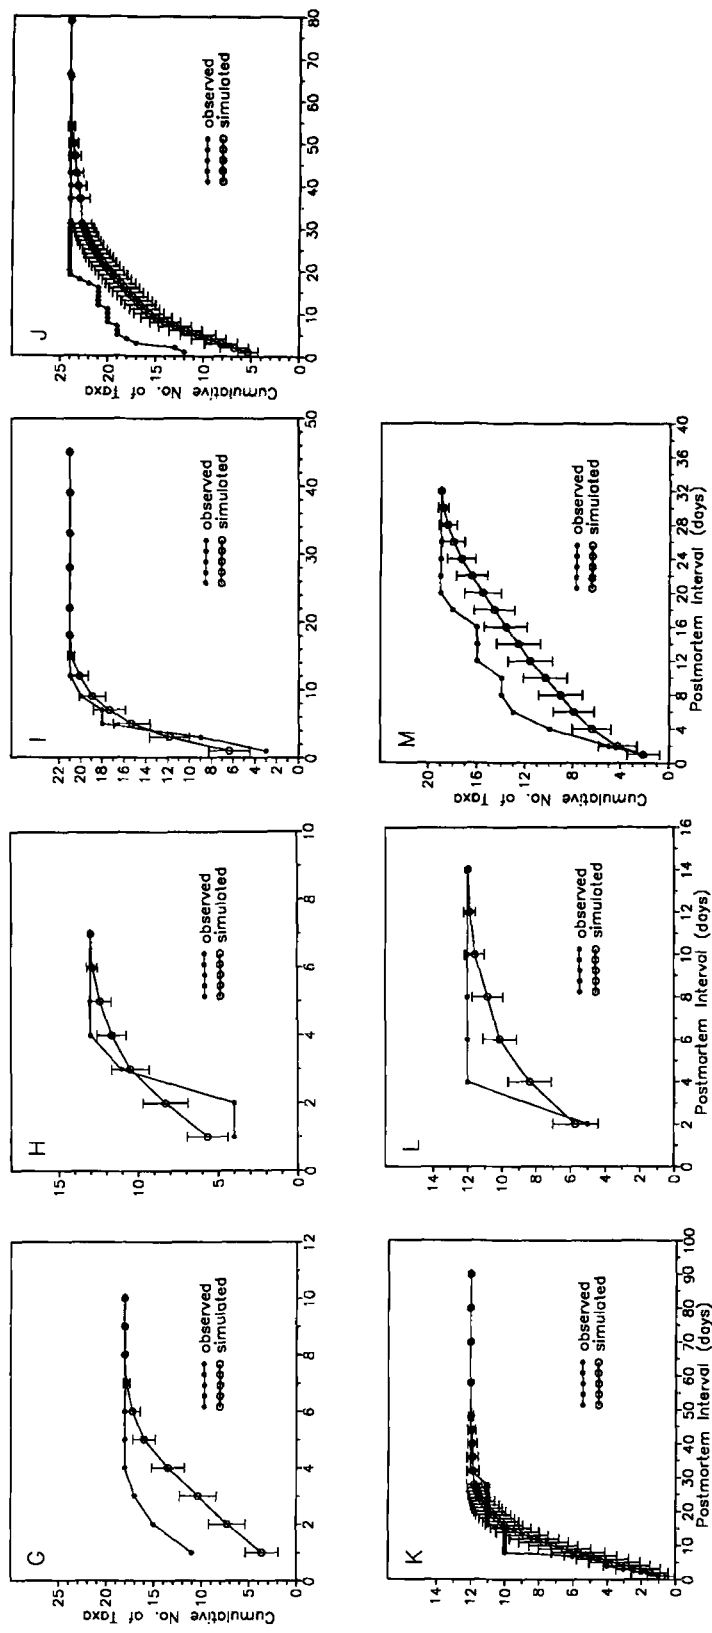 G
Cumulative No. of Taxa
30
25
20
15
10
5
0
observed
simulated
0 2 4 6 8 10 12
H
15
10
5
0
observed
simulated
0 2 4 6 8 10
I
22
20
18
16
14
12
10
8
6
4
2
0
observed
simulated
0 10 20 30 40 50
J
Cumulative No. of Taxa
25
20
15
10
5
0
observed
simulated
0 10 20 30 40 50 60 70 80
K
14
12
10
8
6
4
2
0
observed
simulated
0 10 20 30 40 50 60 70 80 90 100
Postmortem Interval (days)
L
14
12
10
8
6
4
2
0
observed
simulated
0 2 4 6 8 10 12 14 16
Postmortem Interval (days)
M
Cumulative No. of Taxa
20
16
12
8
4
0
observed
simulated
0 4 8 12 16 20 24 28 32 36 40
Postmortem Interval (days)